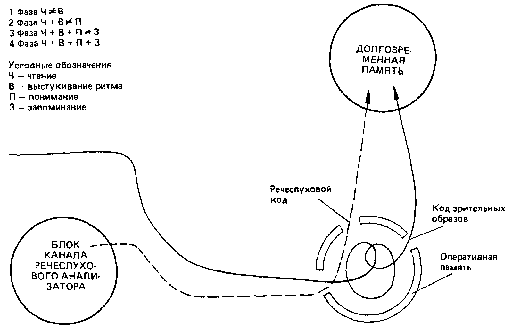 1 Фаза Ч ≠ В
2 Фаза Ч + В ≠ П
3 Фаза Ч + В + П ≠ З
4 Фаза Ч + В + П + З
Условные обозначения
Ч — чтение
В - выстукивание ритма
П — понимание
З — запоминание
ДОЛГОВРЕ-
МЕННАЯ
ПАМЯТЬ
Речеслуховой
код
Код зрительных
образов
Оперативная
память
БЛОК
КАНАЛА
РЕЧЕСЛУХО-
ВОГО АНАЛИ-
ЗАТОРА